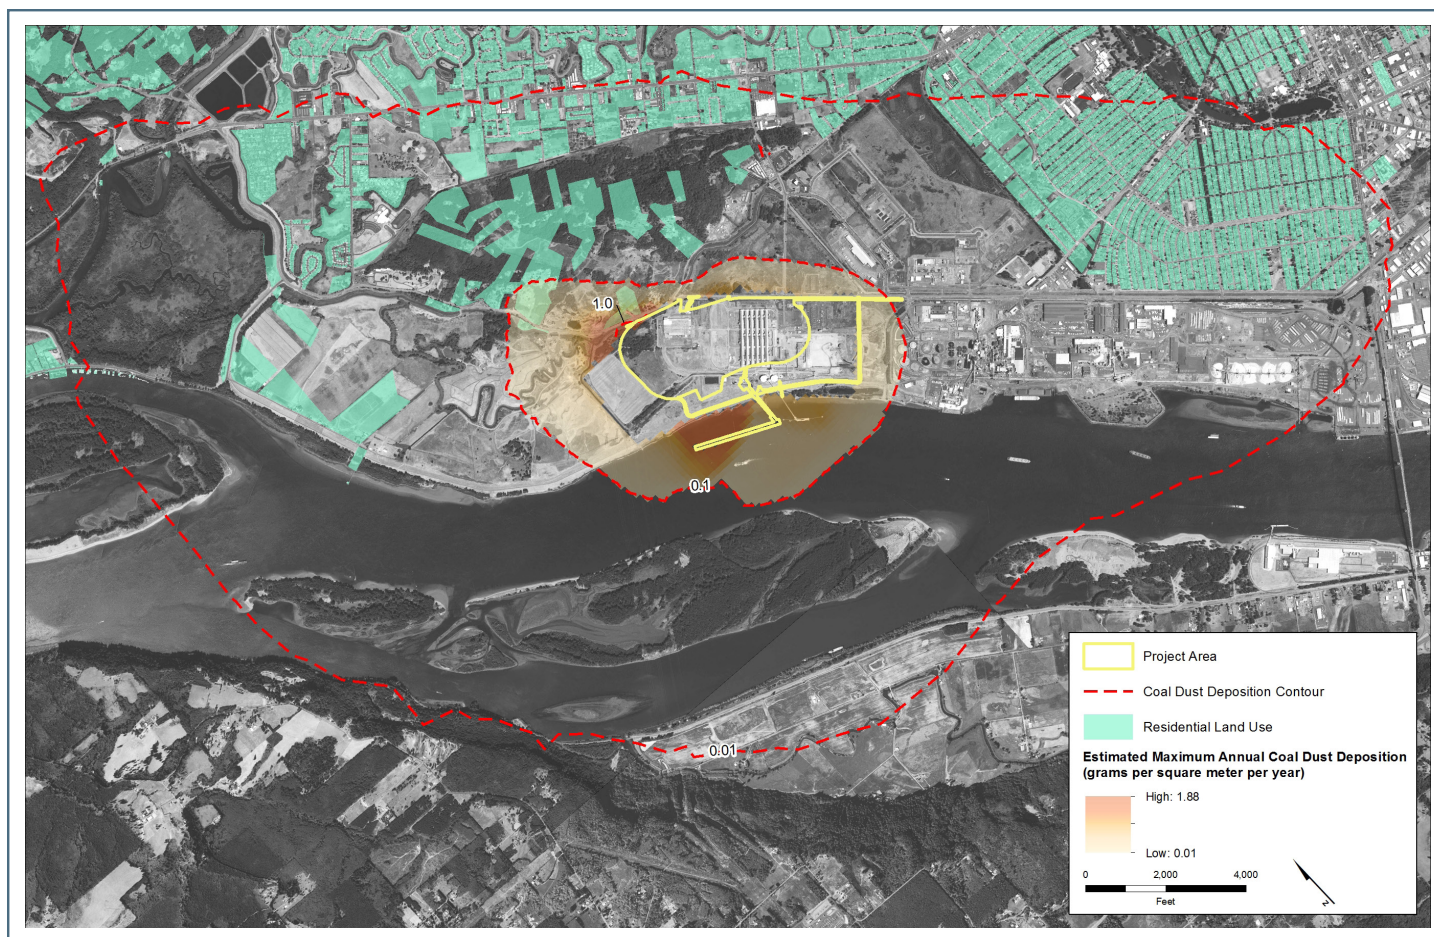 1.0
0.1
0.01
Project Area
Coal Dust Deposition Contour
Residential Land Use
Estimated Maximum Annual Coal Dust Deposition
(grams per square meter per year)
High: 1.88
Low: 0.01
0 2,000 4,000
Feet
N